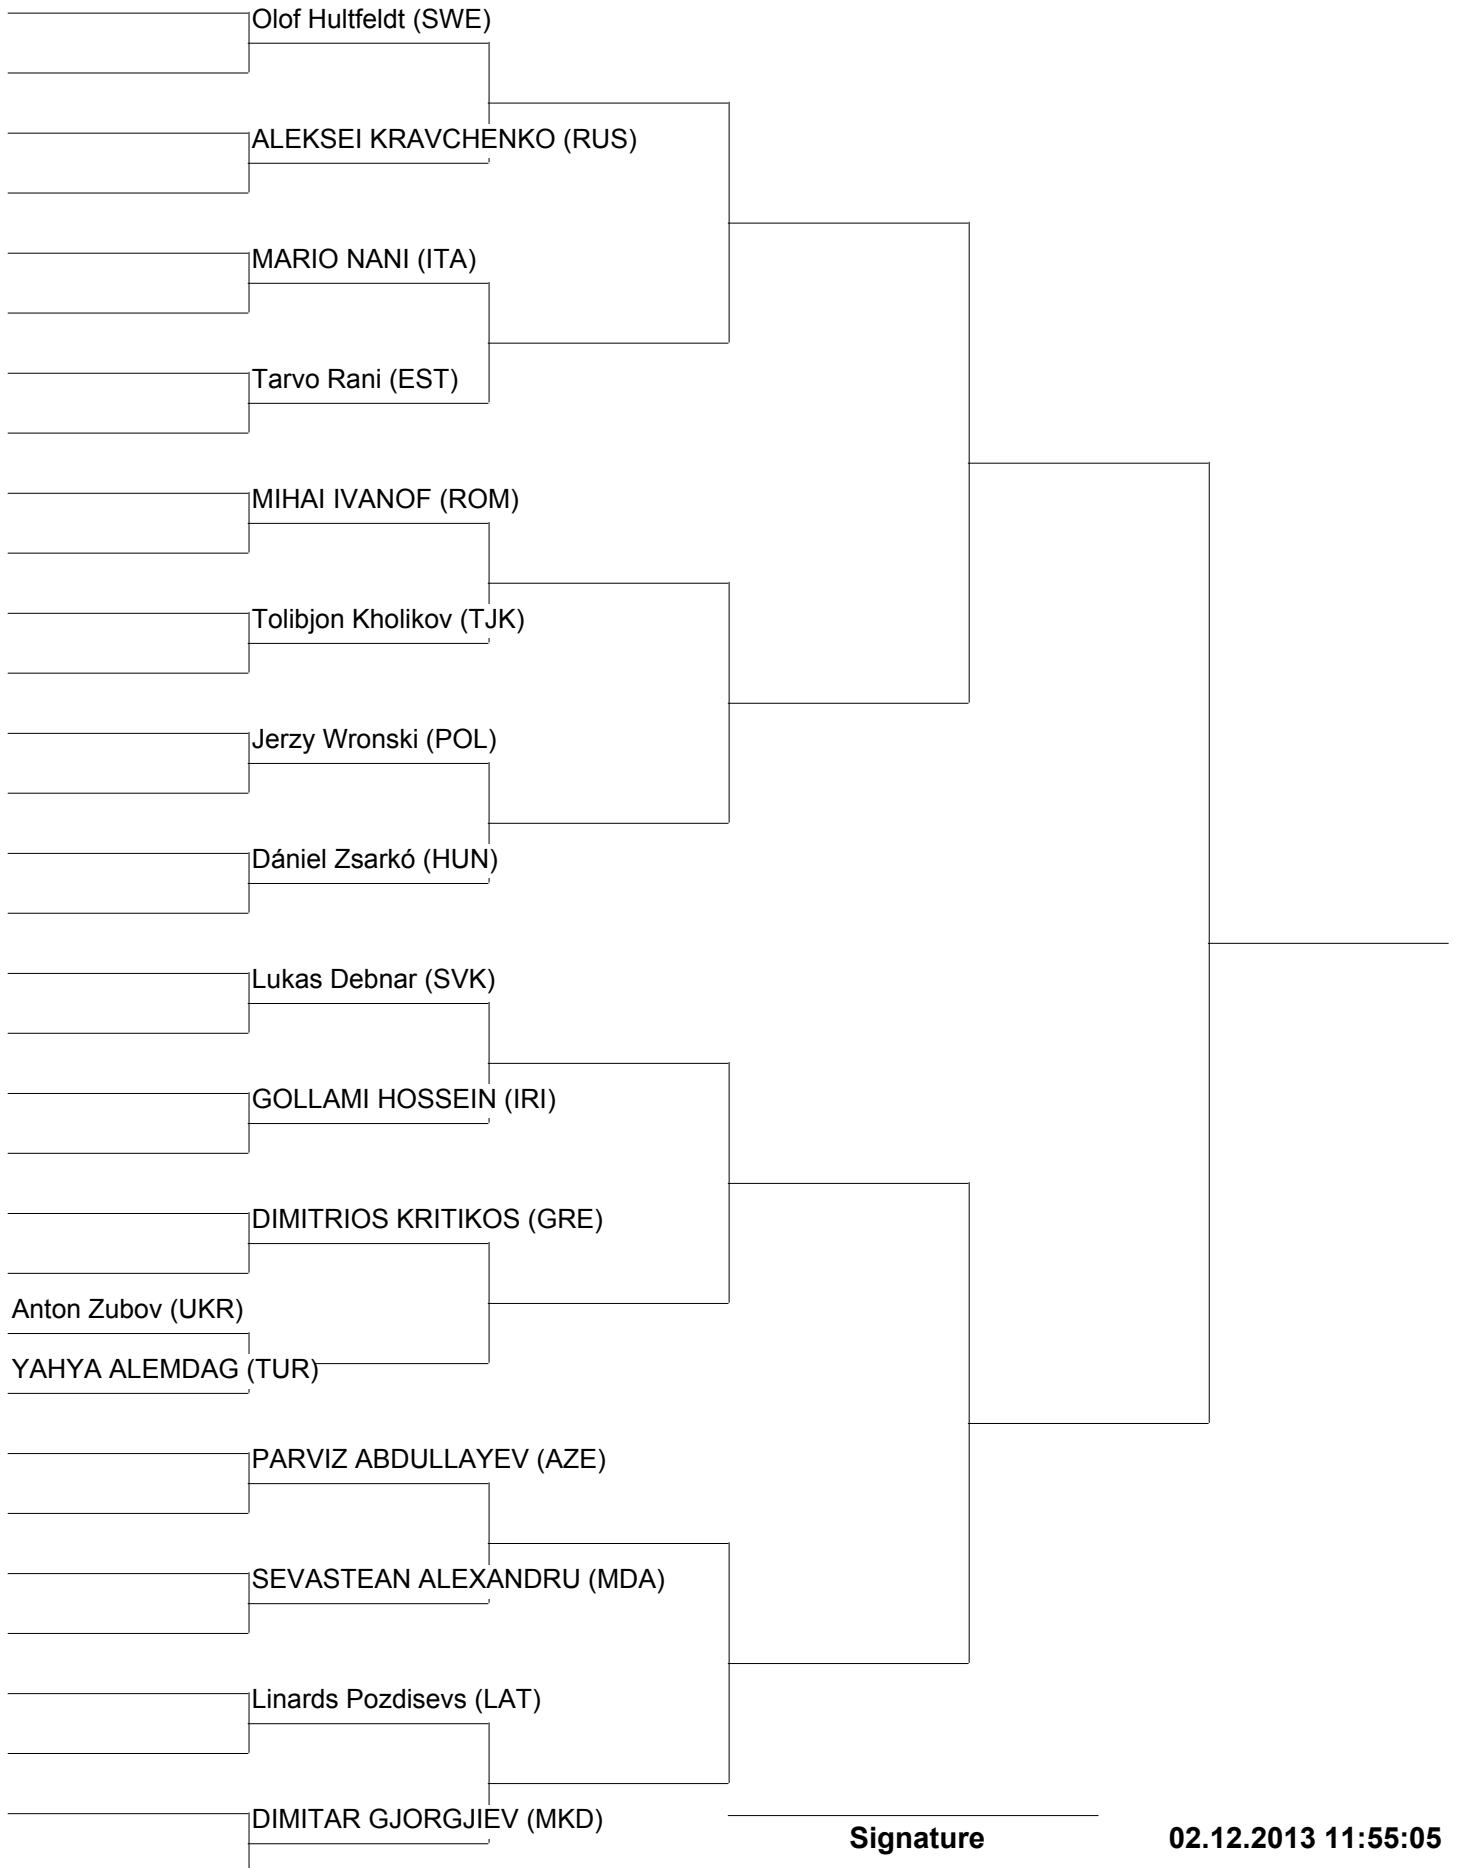 Olof Hultfeldt (SWE)
ALEKSEI KRAVCHENKO (RUS)
MARIO NANI (ITA)
Tarvo Rani (EST)
MIHAI IVANOF (ROM)
Tolibjon Kholikov (TJK)
Jerzy Wronski (POL)
Dániel Zsarkó (HUN)
Lukas Debnar (SVK)
GOLLAMI HOSSEIN (IRI)
DIMITRIOS KRITIKOS (GRE)
Anton Zubov (UKR)
YAHYA ALEMDAG (TUR)
PARVIZ ABDULLAYEV (AZE)
SEVASTEAN ALEXANDRU (MDA)
Linards Pozdisevs (LAT)
DIMITAR GJORGJIEV (MKD)
Signature 02.12.2013 11:55:05